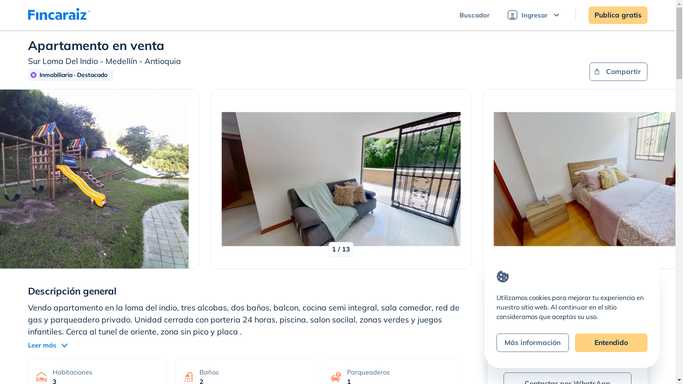 Fincaraiz
Buscador
Ingresar
Publica gratis
Apartamento en venta
Sur Loma Del Indio - Medellín - Antioquia
Inmobiliaria · Destacado
Compartir
1 / 13
Descripción general
Vendo apartamento en la loma del indio, tres alcobas, dos baños, balcon, cocina semi integral, sala comedor, red de
gas y parqueadero privado. Unidad cerrada con porteria 24 horas, piscina, salón socilal, zonas verdes y juegos
infantiles. Cerca al tunel de oriente, zona sin pico y placa .
Leer más
Habitaciones
3
Baños
2
Parqueaderos
1
Utilizamos cookies para mejorar tu experiencia en
nuestro sitio web. Al continuar en el sitio
consideramos que aceptas su uso.
Más información
Entendido
Contactar por WhatsApp